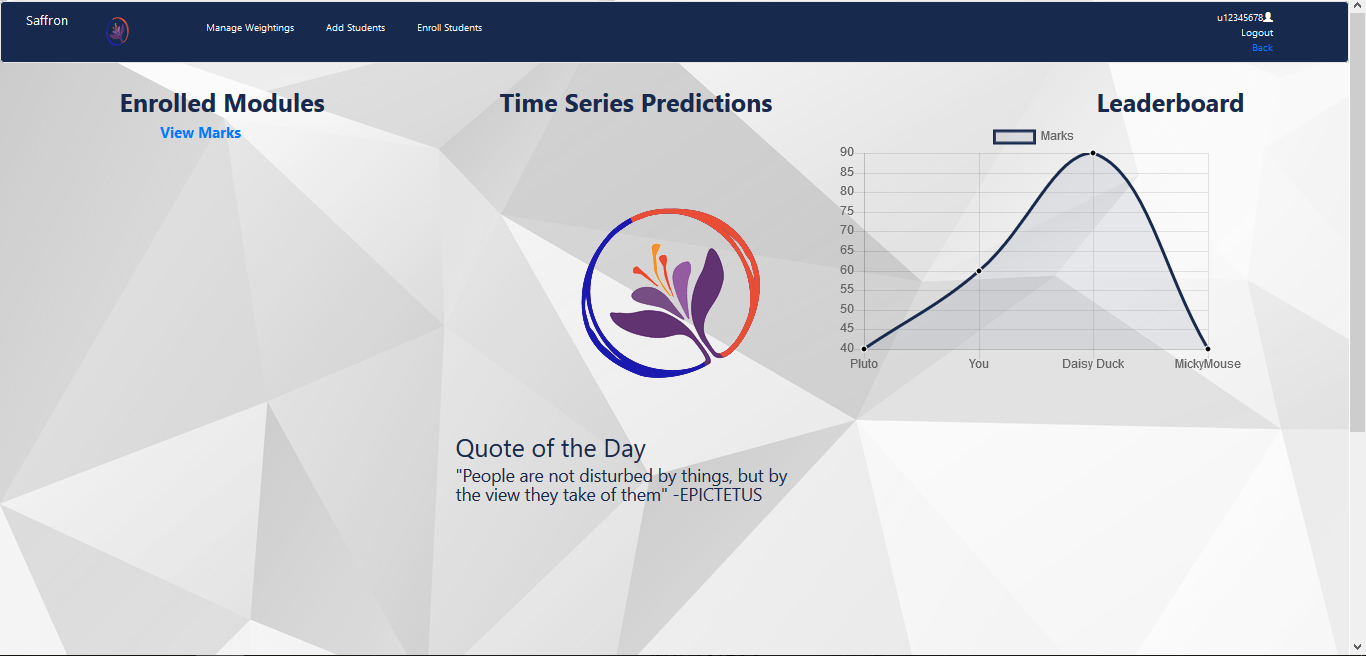 Saffron
Manage Weightings
Add Students
Enroll Students
u12345678
Logout
Back
Enrolled Modules
View Marks
Time Series Predictions
Quote of the Day
"People are not disturbed by things, but by
the view they take of them" -EPICTETUS
Leaderboard
Marks
90
85
80
75
70
65
60
55
50
45
40
Pluto
You
Daisy Duck
MickyMouse